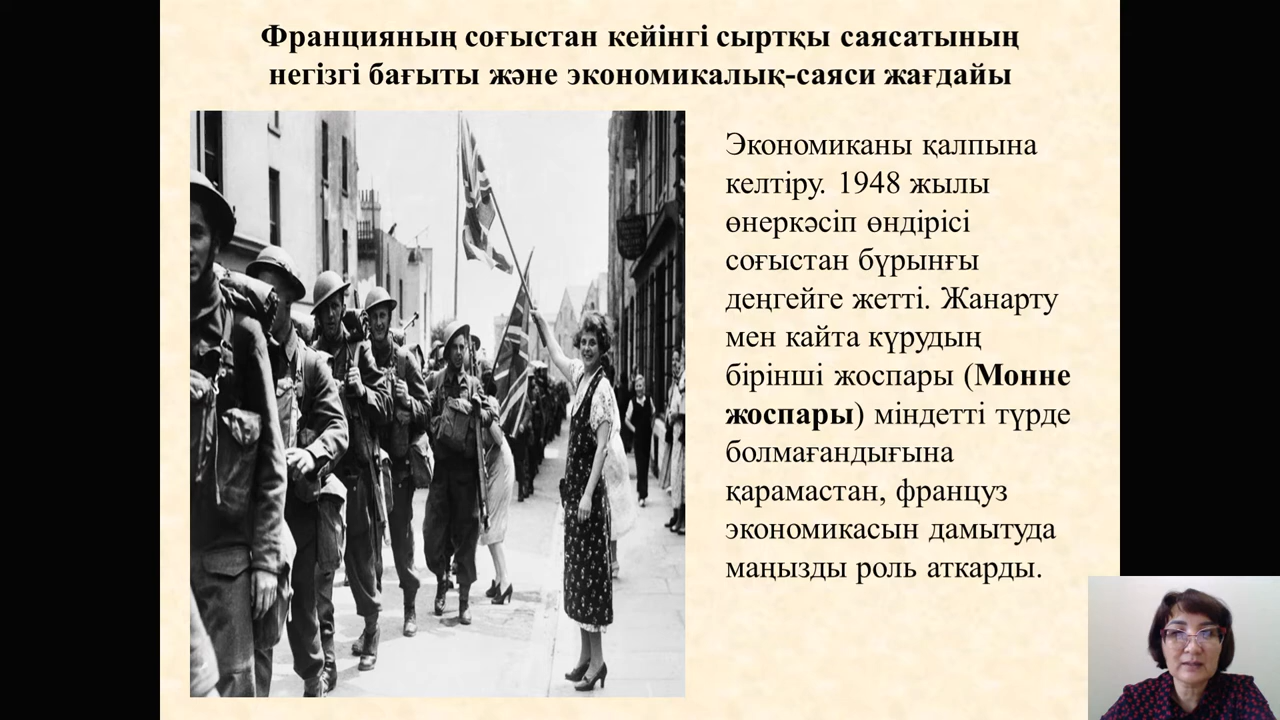 Францияның соғыстан кейінгі сыртқы саясатының
негізгі бағыты және экономикалық-саяси жағдайы
Экономиканы қалпына
келтіру. 1948 жылы
өнеркәсіп өндірісі
соғыстан бүрынғы
деңгейге жетті. Жанарту
мен кайта күрудың
бірінші жоспары (Монне
жоспары) міндетті түрде
болмағандығына
қарамастан, француз
экономикасын дамытуда
маңызды роль аткарды.